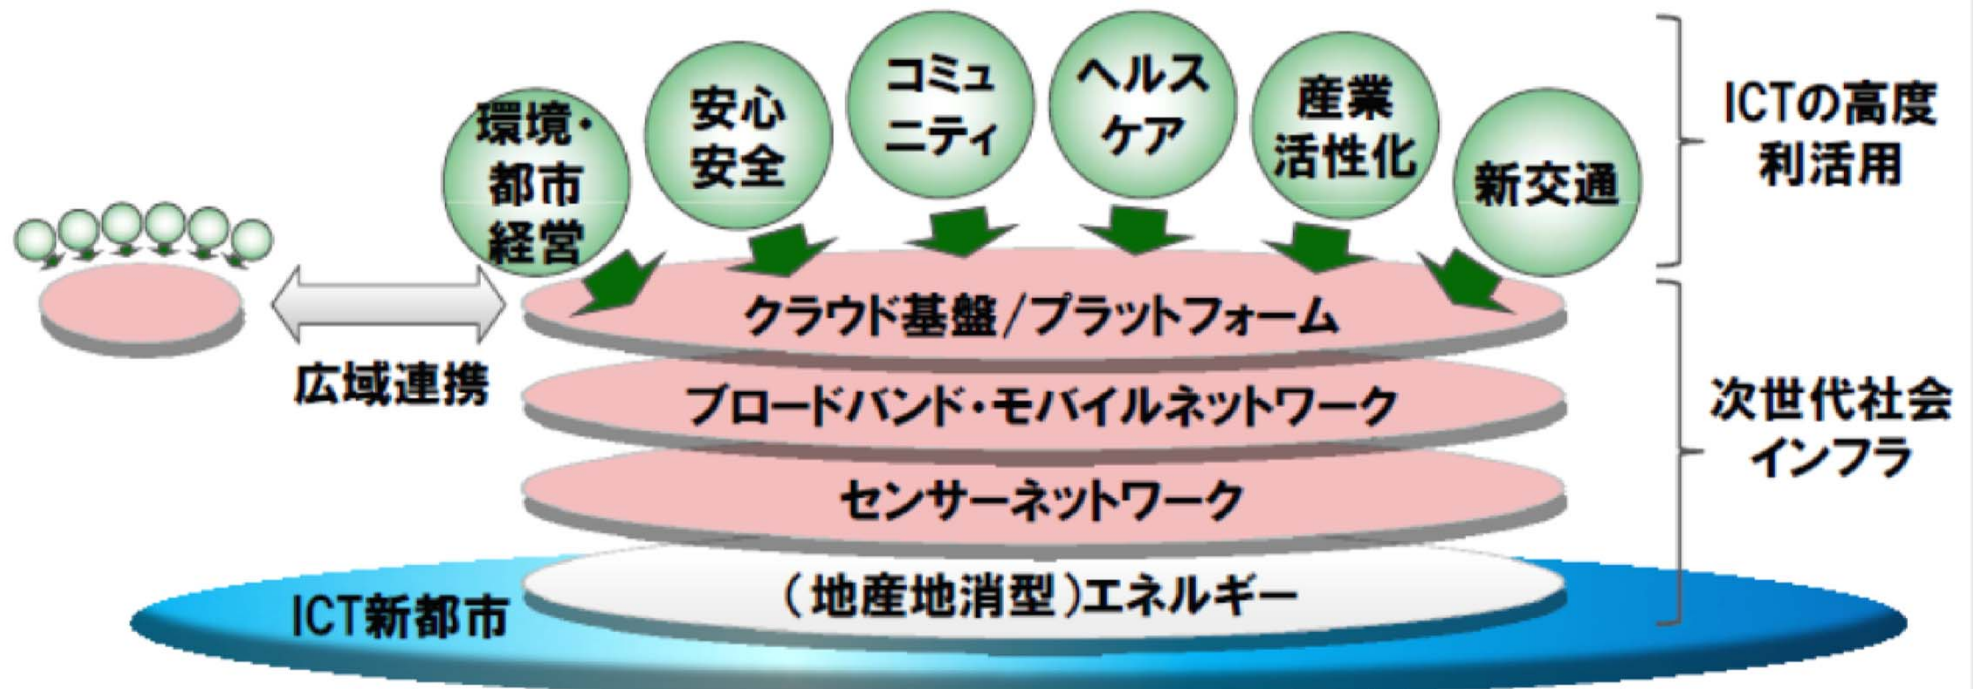 環境・
都市
経営
安心
安全
コミュ
ニティ
ヘルス
ケア
産業
活性化
新交通
ICTの高度
利活用
クラウド基盤/プラットフォーム
広域連携
ブロードバンド・モバイルネットワーク
次世代社会
インフラ
センサーネットワーク
(地産地消型)エネルギー
ICT新都市